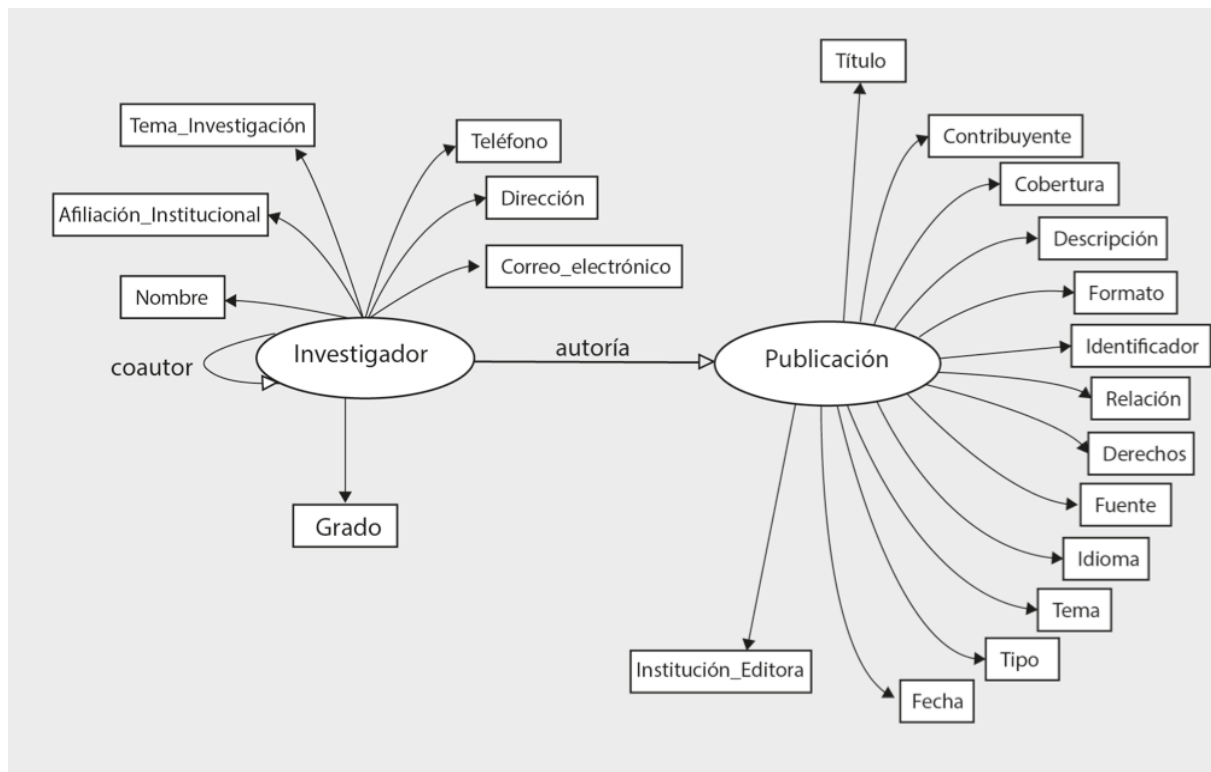 Tema_Investigación
Teléfono
Afiliación_Institucional
Dirección
Nombre
Correo_electrónico
coautor
Investigador
Grado
autoría
Título
Contribuyente
Cobertura
Descripción
Formato
Publicación
Identificador
Relación
Derechos
Fuente
Idioma
Tema
Tipo
Fecha
Institución_Editora